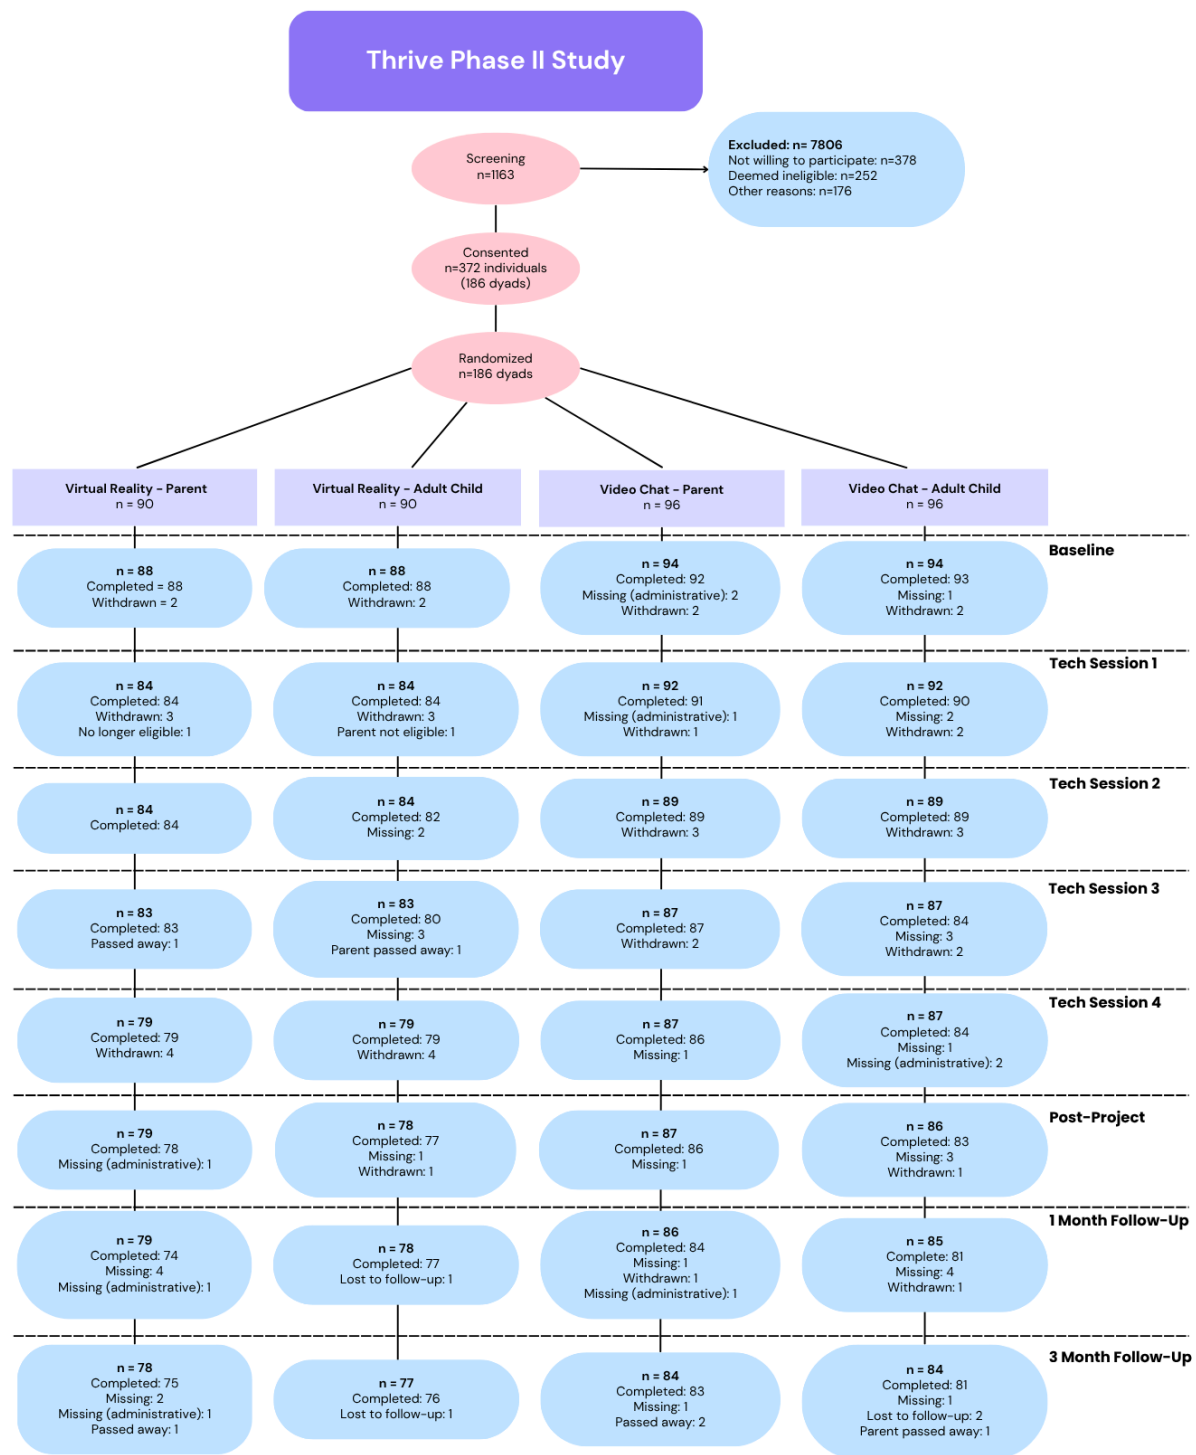 Thrive Phase II Study
Screening
n=1163
Excluded: n= 7806
Not willing to participate: n=378
Deemed ineligible: n=252
Other reasons: n=176
Consented
n=372 individuals
(186 dyads)
Randomized
n=186 dyads
Virtual Reality - Parent
n = 90
Virtual Reality - Adult Child
n = 90
Video Chat - Parent
n = 96
Video Chat - Adult Child
n = 96
Baseline
n = 88
Completed = 88
Withdrawn = 2
n = 88
Completed: 88
Withdrawn: 2
n = 94
Completed: 92
Missing (administrative): 2
Withdrawn: 2
n = 94
Completed: 93
Missing: 1
Withdrawn: 2
Tech Session 1
n = 84
Completed: 84
Withdrawn: 3
No longer eligible: 1
n = 84
Completed: 84
Withdrawn: 3
Parent not eligible: 1
n = 92
Completed: 91
Missing (administrative): 1
Withdrawn: 1
n = 92
Completed: 90
Missing: 2
Withdrawn: 2
Tech Session 2
n = 84
Completed: 84
n = 84
Completed: 82
Missing: 2
n = 89
Completed: 89
Withdrawn: 3
n = 89
Completed: 89
Withdrawn: 3
Tech Session 3
n = 83
Completed: 83
Passed away: 1
n = 83
Completed: 80
Missing: 3
Parent passed away: 1
n = 87
Completed: 87
Withdrawn: 2
n = 87
Completed: 84
Missing: 3
Withdrawn: 2
Tech Session 4
n = 79
Completed: 79
Withdrawn: 4
n = 79
Completed: 79
Withdrawn: 4
n = 87
Completed: 86
Missing: 1
n = 87
Completed: 84
Missing: 1
Missing (administrative): 2
Post-Project
n = 79
Completed: 78
Missing (administrative): 1
n = 78
Completed: 77
Missing: 1
Withdrawn: 1
n = 87
Completed: 86
Missing: 1
n = 86
Completed: 83
Missing: 3
Withdrawn: 1
1 Month Follow-Up
n = 79
Completed: 74
Missing: 4
Missing (administrative): 1
n = 78
Completed: 77
Lost to follow-up: 1
n = 86
Completed: 84
Missing: 1
Withdrawn: 1
Missing (administrative): 1
n = 85
Complete: 81
Missing: 4
Withdrawn: 1
3 Month Follow-Up
n = 78
Completed: 75
Missing: 2
Missing (administrative): 1
Passed away: 1
n = 77
Completed: 76
Lost to follow-up: 1
n = 84
Completed: 83
Missing: 1
Passed away: 2
n = 84
Completed: 81
Missing: 1
Lost to follow-up: 2
Parent passed away: 1